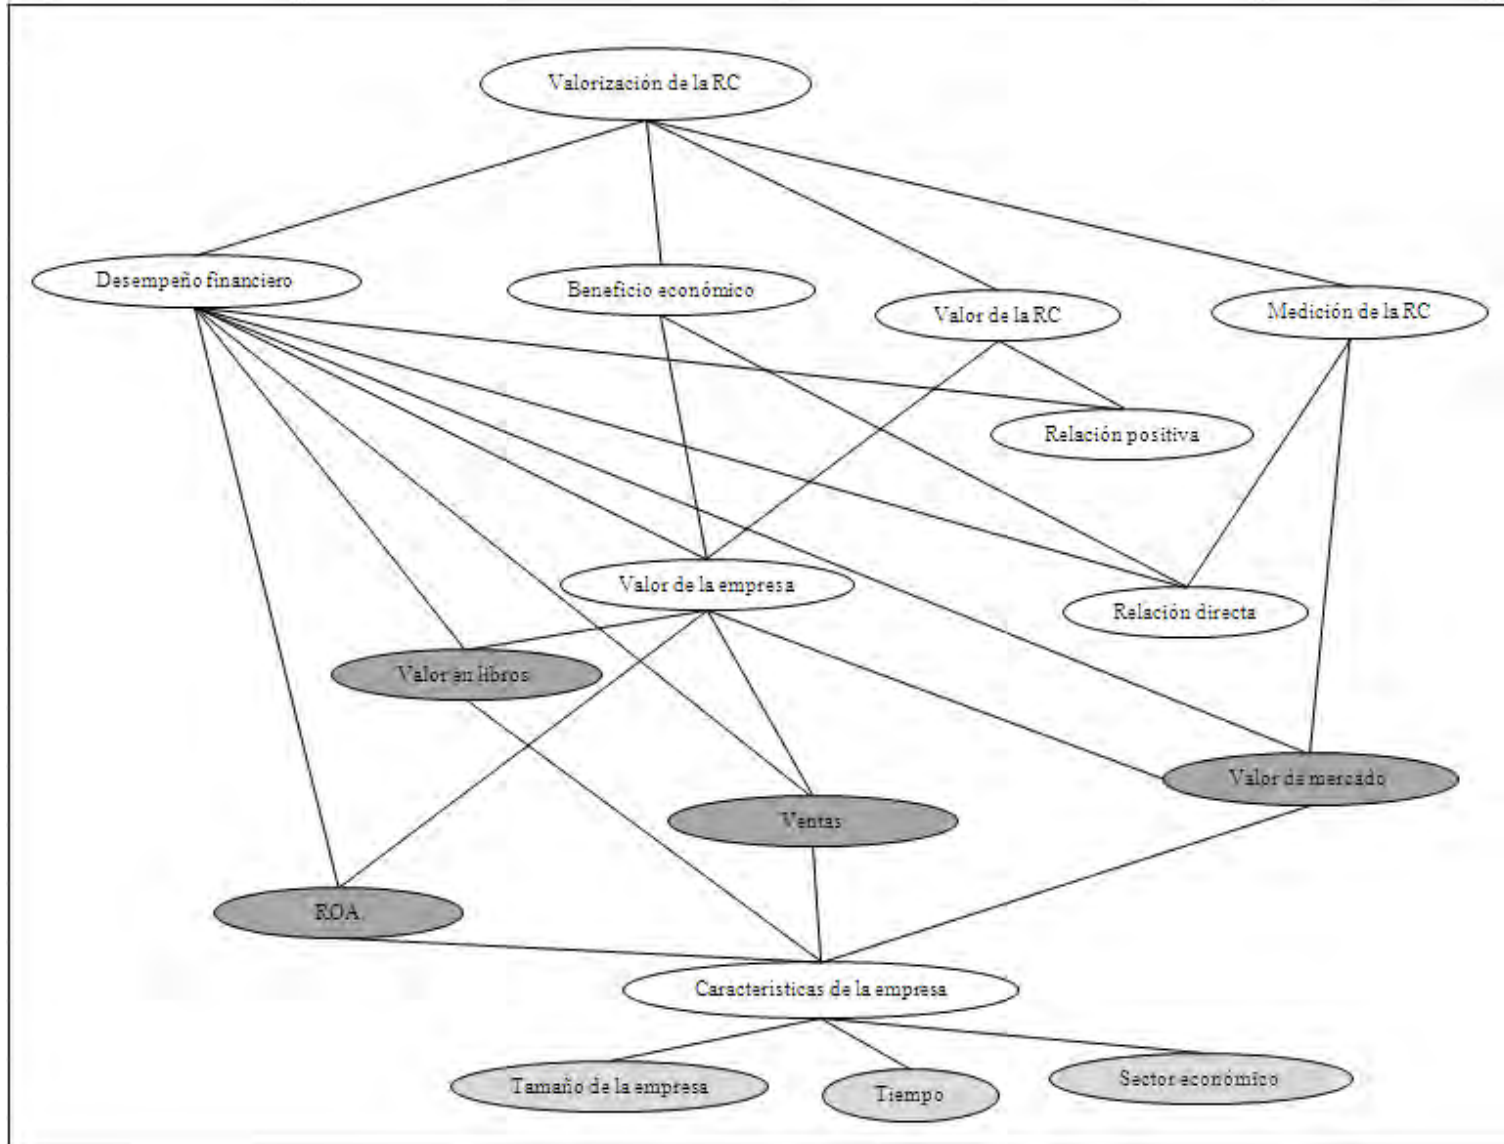 Valorización de la RC
Desempeño financiero
Beneficio económico
Valor de la RC
Medición de la RC
Relación positiva
Valor de la empresa
Relación directa
Valor en libros
Valor de mercado
Ventas
ROA.
Características de la empresa
Tamaño de la empresa
Tiempo
Sector económico